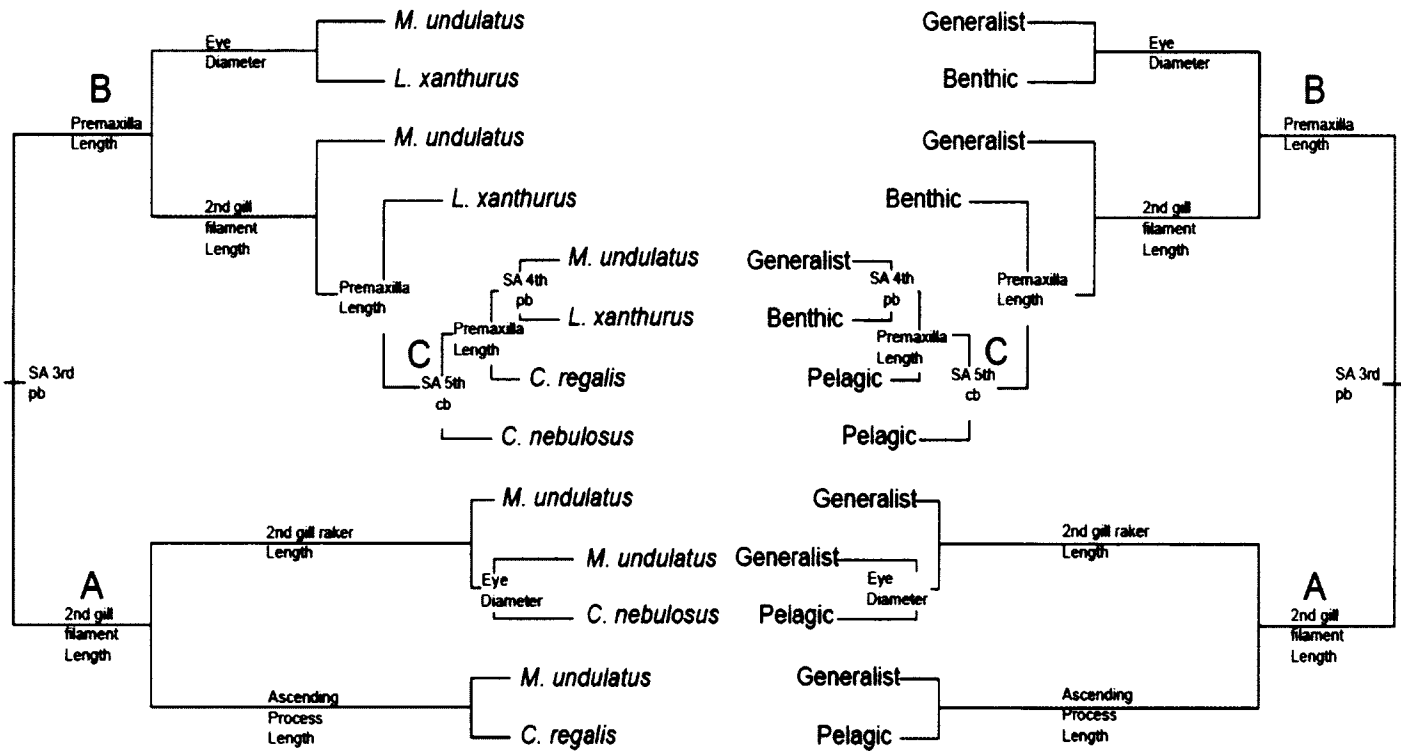 M. undulatus
Eye
Diameter
L. xanthurus
B
Premaxilla
Length
M. undulatus
2nd gill
filament
Length
L. xanthurus
Premaxilla
Length
M. undulatus
SA 4th
pb
L. xanthurus
Premaxilla
Length
C
SA 5th
cb
C. regalis
C. nebulosus
SA 3rd
pb
M. undulatus
2nd gill raker
Length
M. undulatus
Eye
Diameter
C. nebulosus
A
2nd gill
filament
Length
M. undulatus
Ascending
Process
Length
C. regalis
Generalist
Eye
Diameter
Benthic
B
Premaxilla
Length
Generalist
2nd gill
filament
Length
Benthic
Premaxilla
Length
Generalist
SA 4th
pb
Benthic
Premaxilla
Length
C
SA 5th
cb
Pelagic
Pelagic
SA 3rd
pb
Generalist
2nd gill raker
Length
Generalist
Eye
Diameter
Pelagic
A
2nd gill
filament
Length
Generalist
Ascending
Process
Length
Pelagic